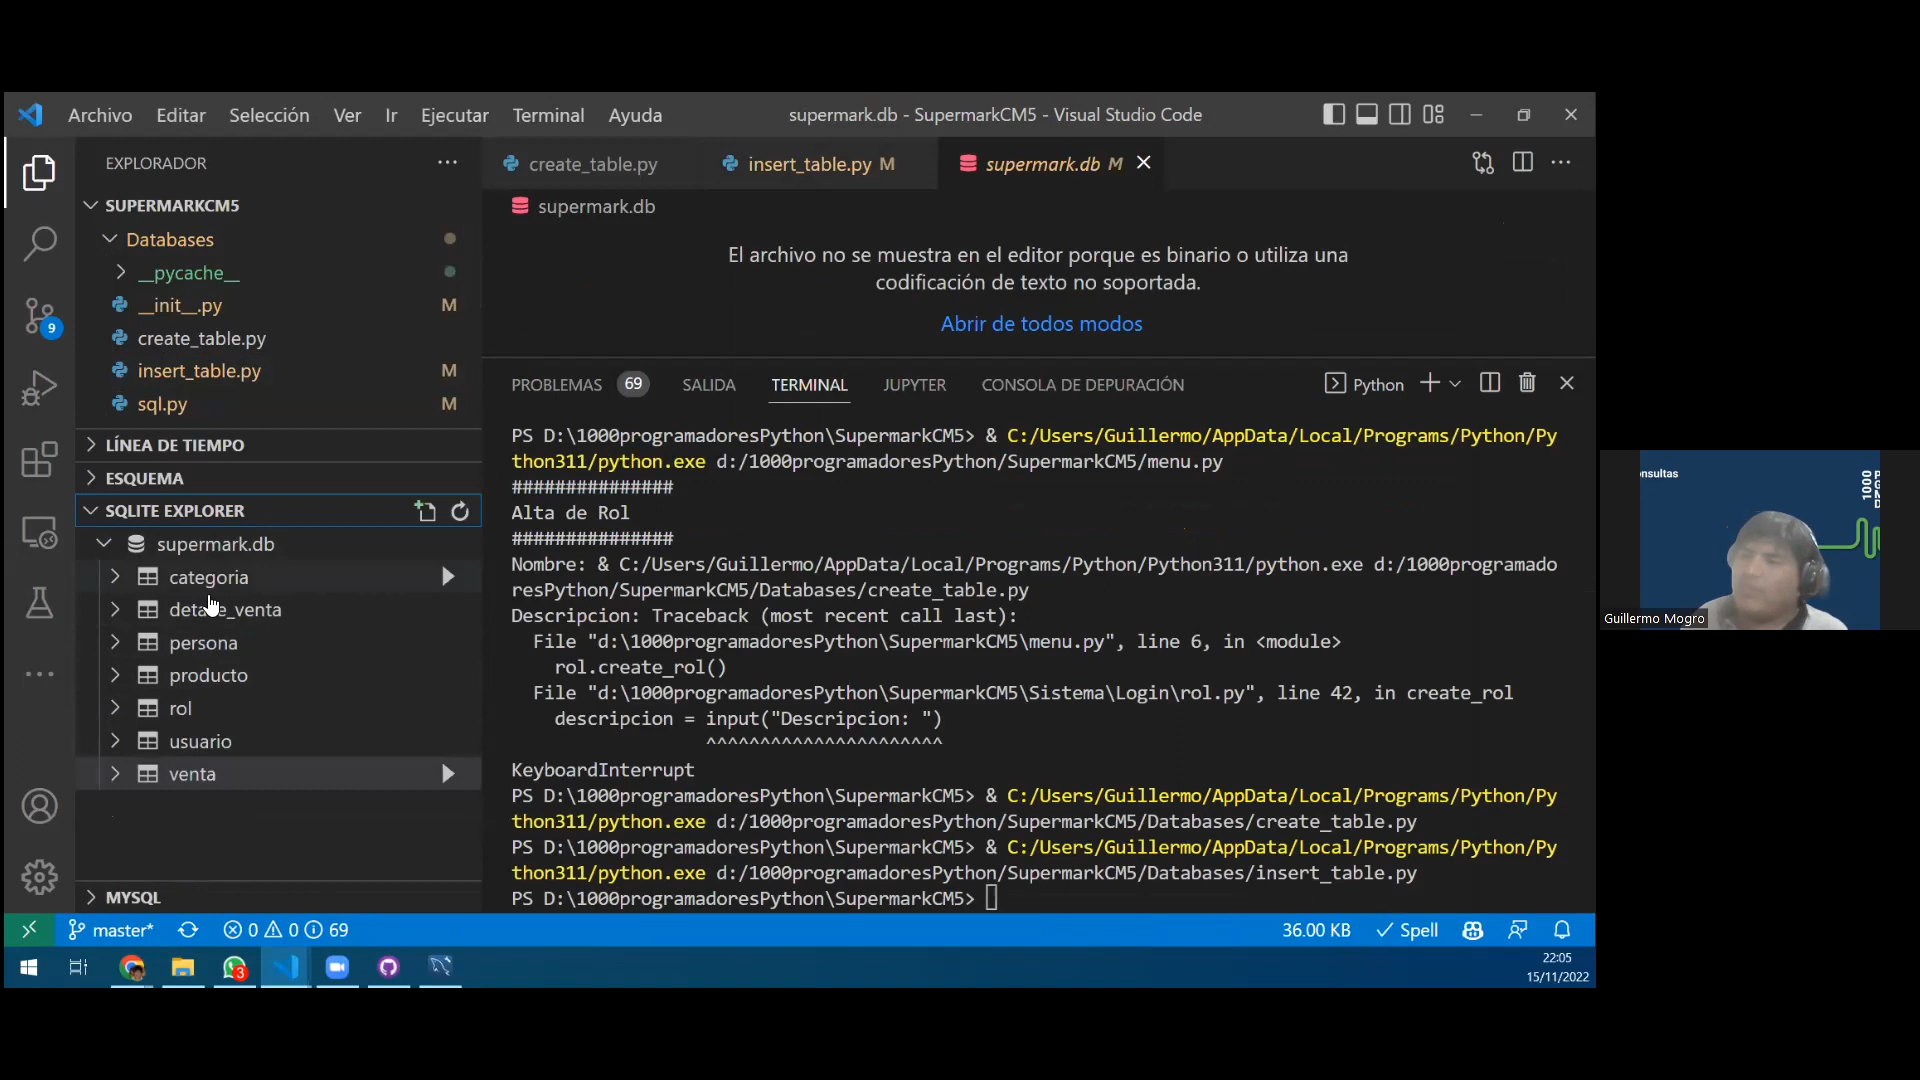 Archivo Editar Selección Ver Ir Ejecutar Terminal Ayuda
supermark.db - SupermarkCM5 - Visual Studio Code
EXPLORADOR
SUPERMARKCM5
Databases
__pycache__
__init__.py M
create_table.py
insert_table.py M
sql.py M
LÍNEA DE TIEMPO
ESQUEMA
SQLITE EXPLORER
supermark.db
categoria
persona
producto
rol
usuario
venta
MYSQL
9
create_table.py
insert_table.py M
supermark.db M
supermark.db
El archivo no se muestra en el editor porque es binario o utiliza una
codificación de texto no soportada.
Abrir de todos modos
PROBLEMAS 69 SALIDA TERMINAL JUPYTER CONSOLA DE DEPURACIÓN
Python
PS D:\1000programadoresPython\SupermarkCM5> & C:/Users/Guillermo/AppData/Local/Programs/Python/Py
thon311/python.exe d:/1000programadoresPython/SupermarkCM5/menu.py
###############
Alta de Rol
###############
Nombre: & C:/Users/Guillermo/AppData/Local/Programs/Python/Python311/python.exe d:/1000programado
resPython/SupermarkCM5/Databases/create_table.py
Descripcion: Traceback (most recent call last):
File "d:\1000programadoresPython\SupermarkCM5\menu.py", line 6, in <module>
rol.create_rol()
File "d:\1000programadoresPython\SupermarkCM5\Sistema\Login\rol.py", line 42, in create_rol
descripcion = input("Descripcion: ")
^^^^^^^^^^^^^^^^^^^^^^
KeyboardInterrupt
PS D:\1000programadoresPython\SupermarkCM5> & C:/Users/Guillermo/AppData/Local/Programs/Python/Py
thon311/python.exe d:/1000programadoresPython/SupermarkCM5/Databases/create_table.py
PS D:\1000programadoresPython\SupermarkCM5> & C:/Users/Guillermo/AppData/Local/Programs/Python/Py
thon311/python.exe d:/1000programadoresPython/SupermarkCM5/Databases/insert_table.py
PS D:\1000programadoresPython\SupermarkCM5>
master* 0 0 69
36.00 KB Spell
3
22:05
15/11/2022
onsultas
1000
Guillermo Mogro